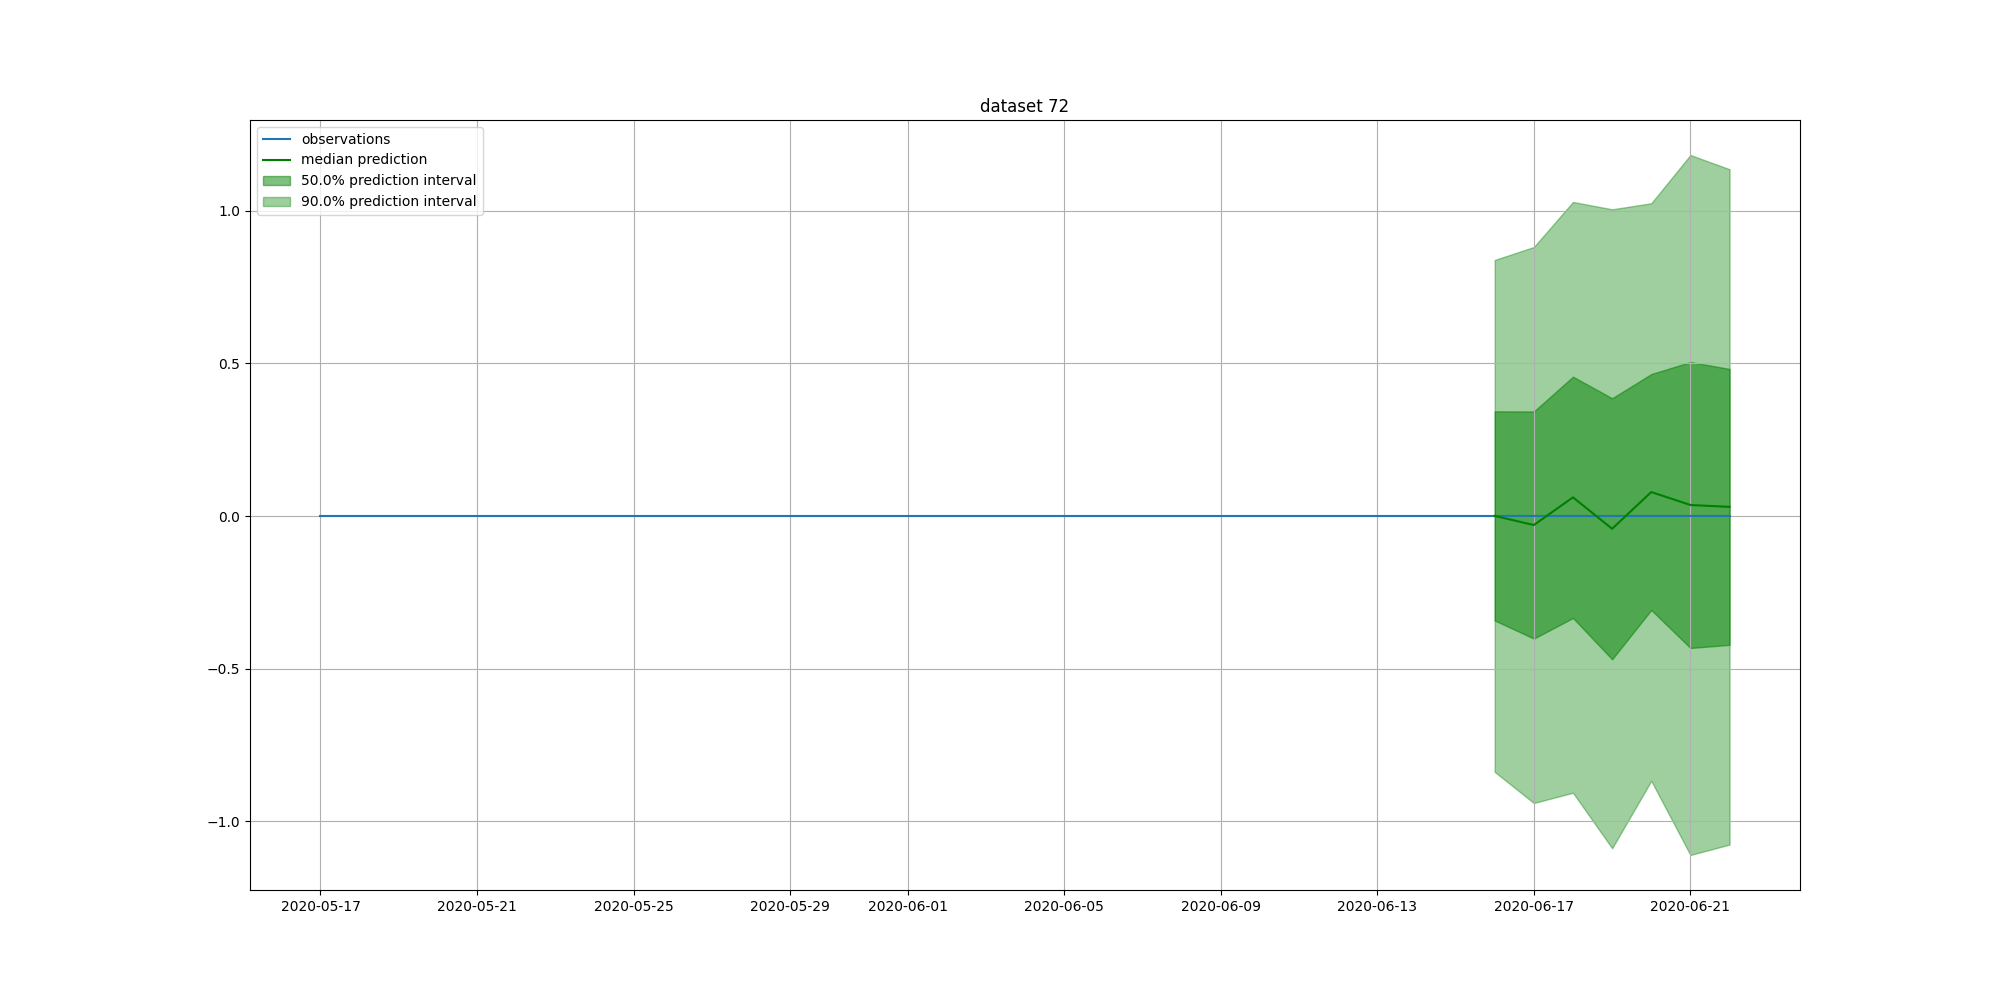 dataset 72
observations
median prediction
50.0% prediction interval
90.0% prediction interval
1.0
0.5
0.0
−0.5
−1.0
2020-05-17 2020-05-21 2020-05-25 2020-05-29 2020-06-01 2020-06-05 2020-06-09 2020-06-13 2020-06-17 2020-06-21